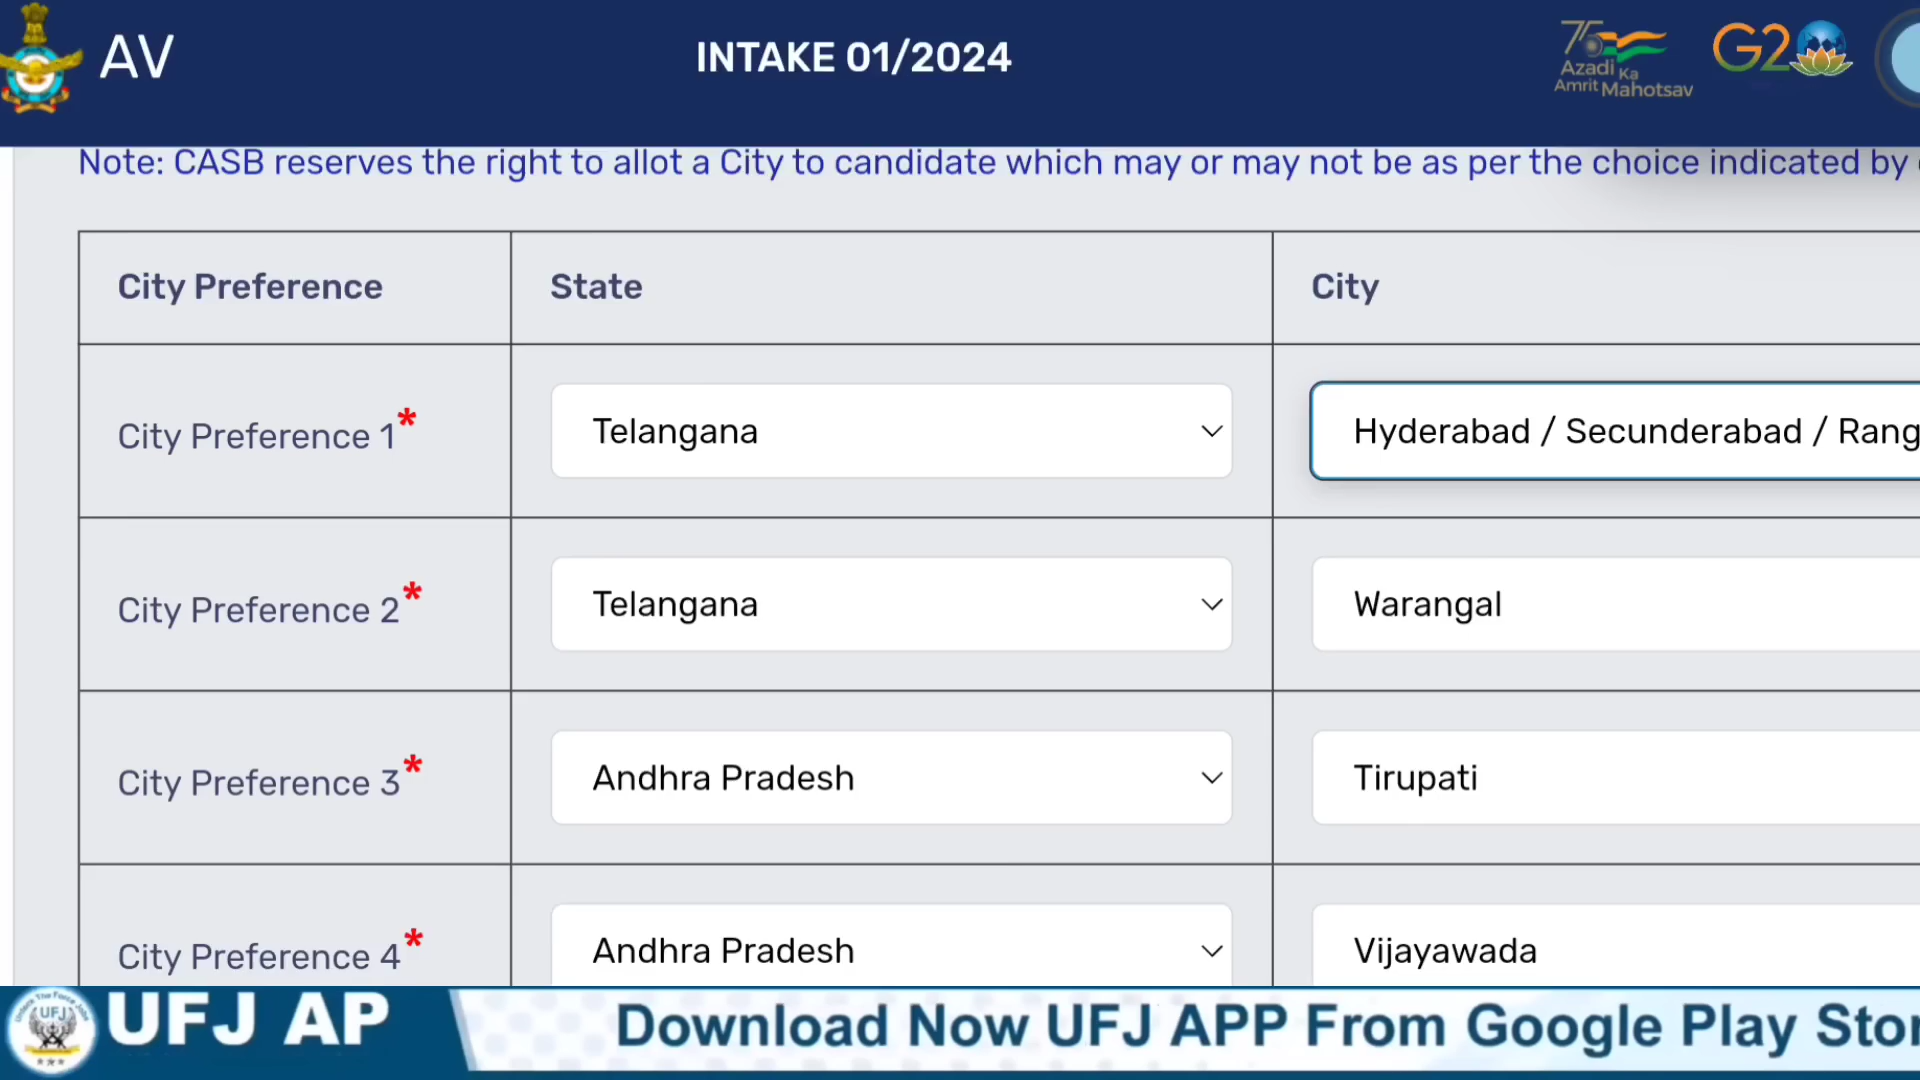 AV
INTAKE 01/2024
75
Azadi Ka
Amrit Mahotsav
G20
Note: CASB reserves the right to allot a City to candidate which may or may not be as per the choice indicated by
City Preference State City
City Preference 1* Telangana Hyderabad / Secunderabad / Rang
City Preference 2* Telangana Warangal
City Preference 3* Andhra Pradesh Tirupati
City Preference 4* Andhra Pradesh Vijayawada
UFJ
UFJ AP
Download Now UFJ APP From Google Play Stor